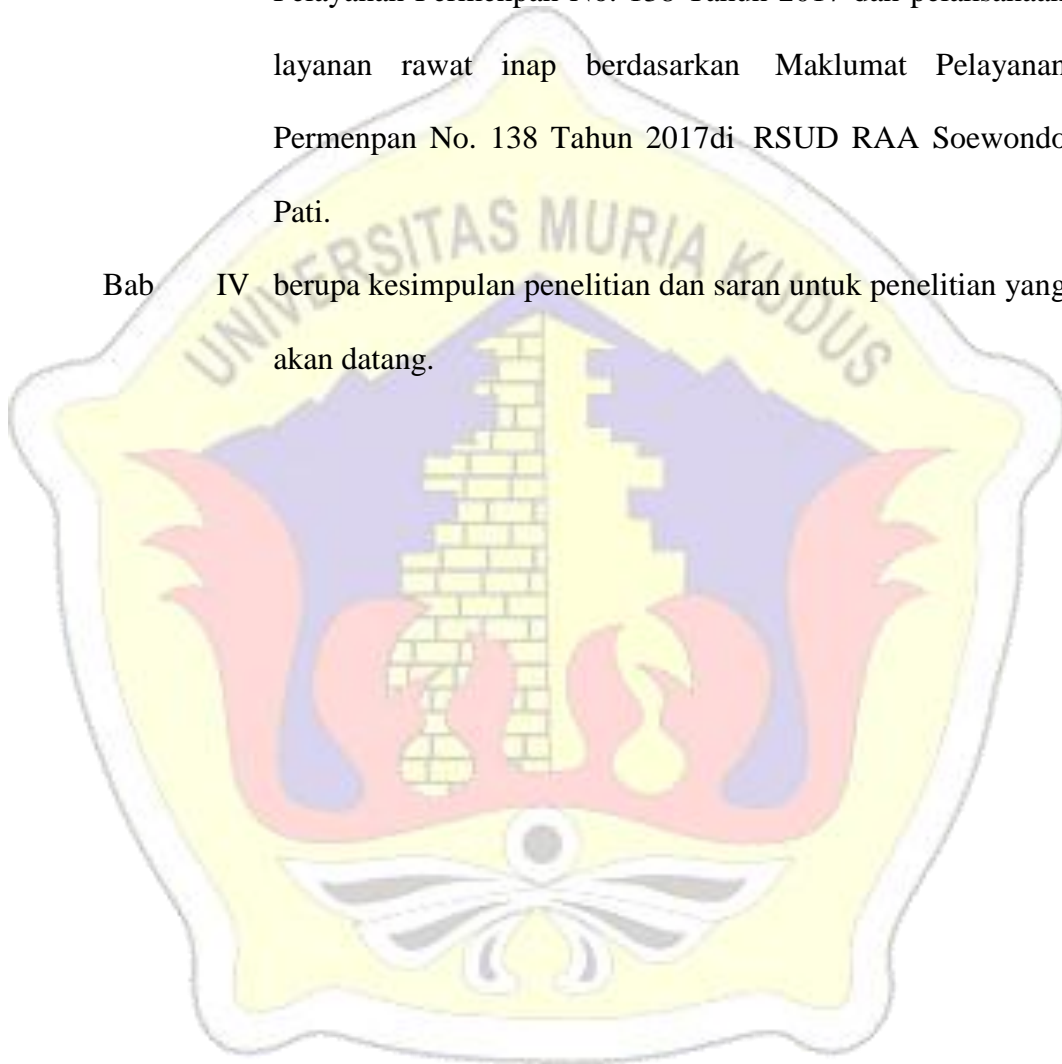 Pelayanan Permenpan No. 138 Tahun 2017 dan pelaksanaan
layanan rawat inap berdasarkan Maklumat Pelayanan
Permenpan No. 138 Tahun 2017di RSUD RAA Soewondo
Pati.
Bab IV berupa kesimpulan penelitian dan saran untuk penelitian yang
akan datang.
UNIVERSITAS MURIA KUDUS